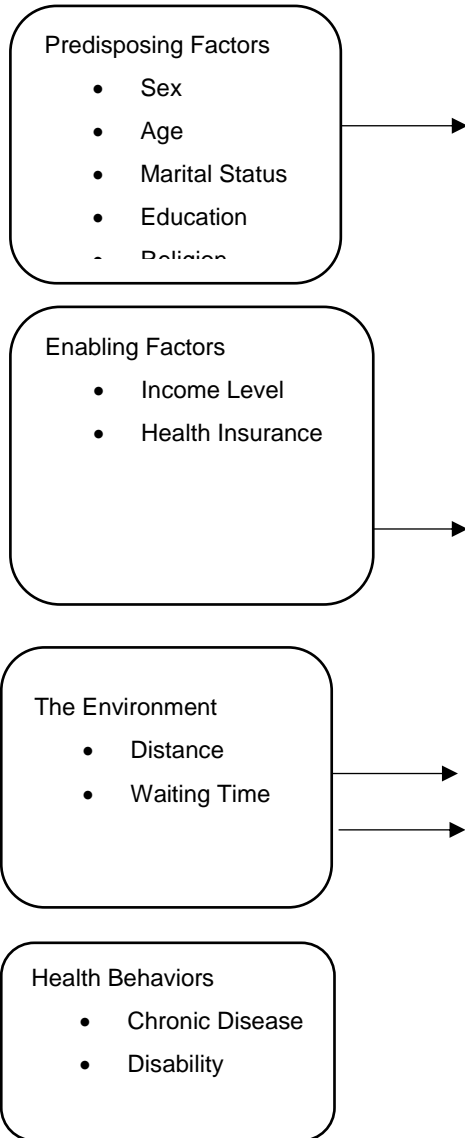 Predisposing Factors
• Sex
• Age
• Marital Status
• Education
• Religion
Enabling Factors
• Income Level
• Health Insurance
The Environment
• Distance
• Waiting Time
Health Behaviors
• Chronic Disease
• Disability